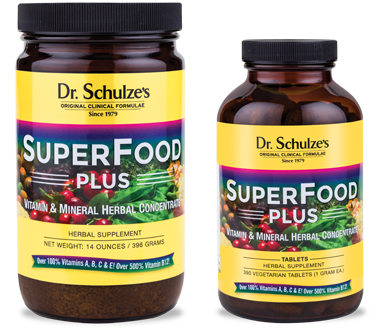 Dr. Schulze's
ORIGINAL CLINICAL FORMULAE
Since 1979
SUPERFOOD
PLUS
VITAMIN & MINERAL HERBAL CONCENTRATE
HERBAL SUPPLEMENT
NET WEIGHT: 14 OUNCES / 396 GRAMS
Over 100% Vitamins A, B, C & E! Over 500% Vitamin B12!
Dr. Schulze's
ORIGINAL CLINICAL FORMULAE
Since 1979
SUPERFOOD
PLUS
VITAMIN & MINERAL HERBAL CONCENTRATE
TABLETS
HERBAL SUPPLEMENT
390 VEGETARIAN TABLETS (1 GRAM EA.)
Over 100% Vitamins A, B, C & E! Over 500% Vitamin B12!